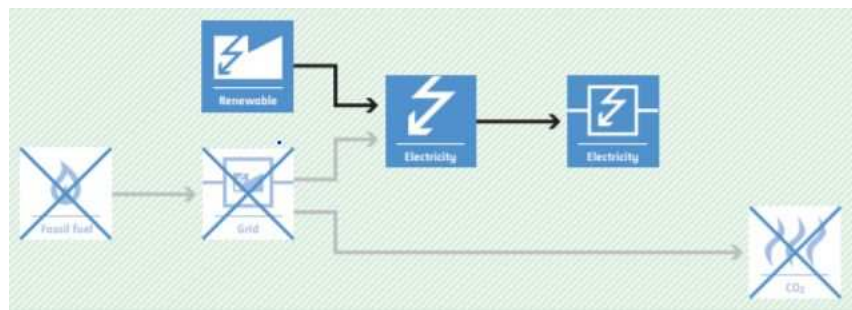 Renewable
Electricity
Electricity
Fossil fuel
Grid
CO₂